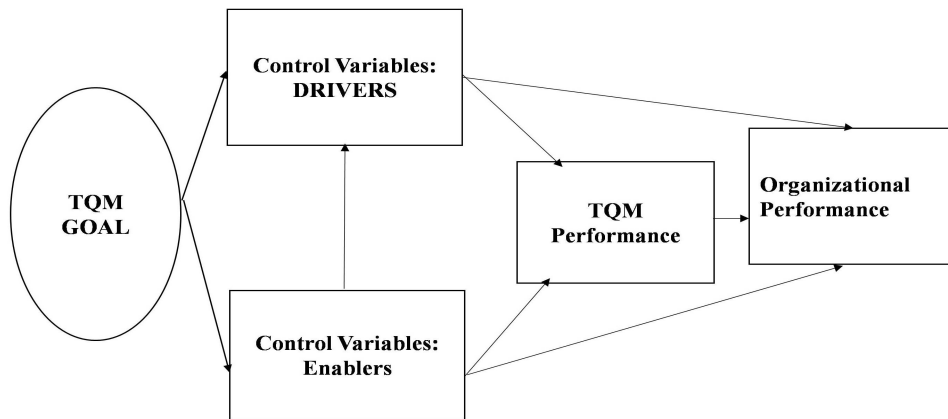 Control Variables:
DRIVERS
TQM
GOAL
TQM
Performance
Organizational
Performance
Control Variables:
Enablers